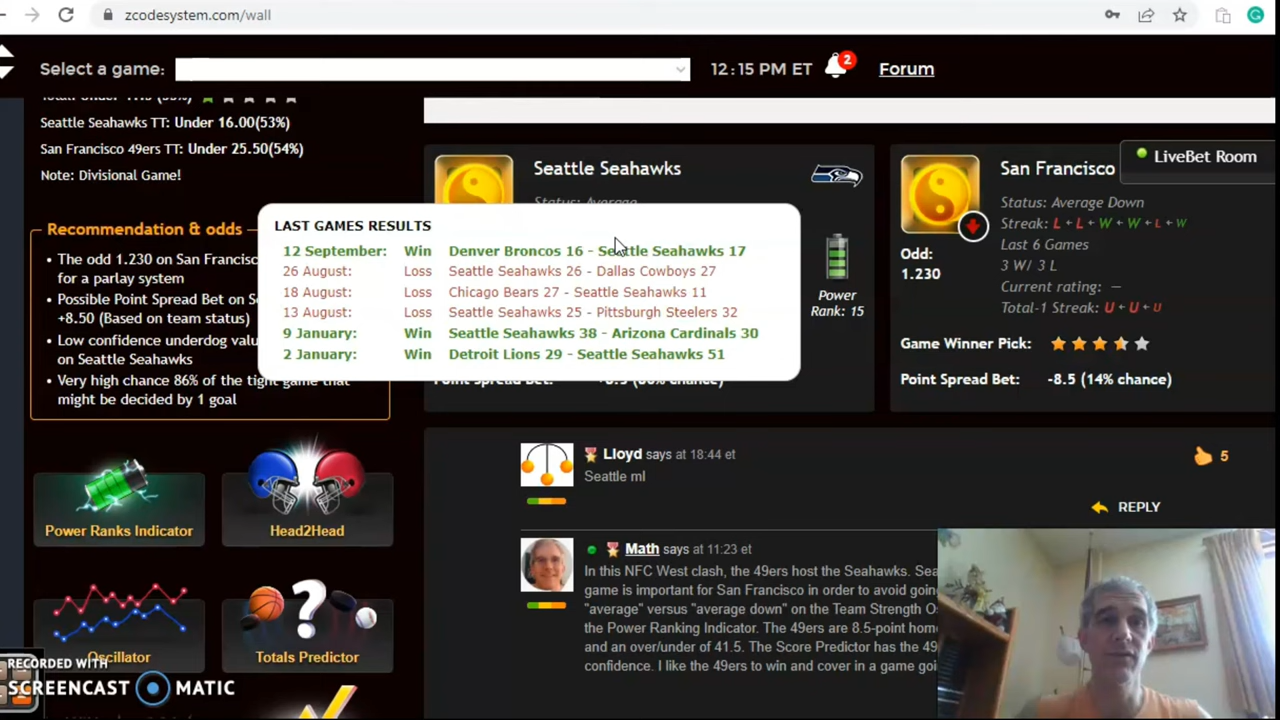 zcodesystem.com/wall
Select a game:
12:15 PM ET
2
Forum
Seattle Seahawks TT: Under 16.00(53%)
San Francisco 49ers TT: Under 25.50(54%)
Note: Divisional Game!
Recommendation & odds
• The odd 1.230 on San Francisc
for a parlay system
• Possible Point Spread Bet on S
+8.50 (Based on team status)
• Low confidence underdog valu
on Seattle Seahawks
• Very high chance 86% of the tight game that
might be decided by 1 goal
Power Ranks Indicator
Head2Head
Oscillator
Totals Predictor
RECORDED WITH
SCREENCAST MATIC
Seattle Seahawks
Status: Average
Power
Rank: 15
LAST GAMES RESULTS
12 September: Win Denver Broncos 16 - Seattle Seahawks 17
26 August: Loss Seattle Seahawks 26 - Dallas Cowboys 27
18 August: Loss Chicago Bears 27 - Seattle Seahawks 11
13 August: Loss Seattle Seahawks 25 - Pittsburgh Steelers 32
9 January: Win Seattle Seahawks 38 - Arizona Cardinals 30
2 January: Win Detroit Lions 29 - Seattle Seahawks 51
San Francisco
LiveBet Room
Status: Average Down
Streak: L L W W L W
Last 6 Games
3 W/ 3 L
Current rating: —
Total-1 Streak: U U U
Odd:
1.230
Game Winner Pick:
Point Spread Bet: -8.5 (14% chance)
Lloyd says at 18:44 et
5
Seattle ml
REPLY
Math says at 11:23 et
In this NFC West clash, the 49ers host the Seahawks. Sea
game is important for San Francisco in order to avoid goin
"average" versus "average down" on the Team Strength O
the Power Ranking Indicator. The 49ers are 8.5-point hom
and an over/under of 41.5. The Score Predictor has the 49
confidence. I like the 49ers to win and cover in a game goi